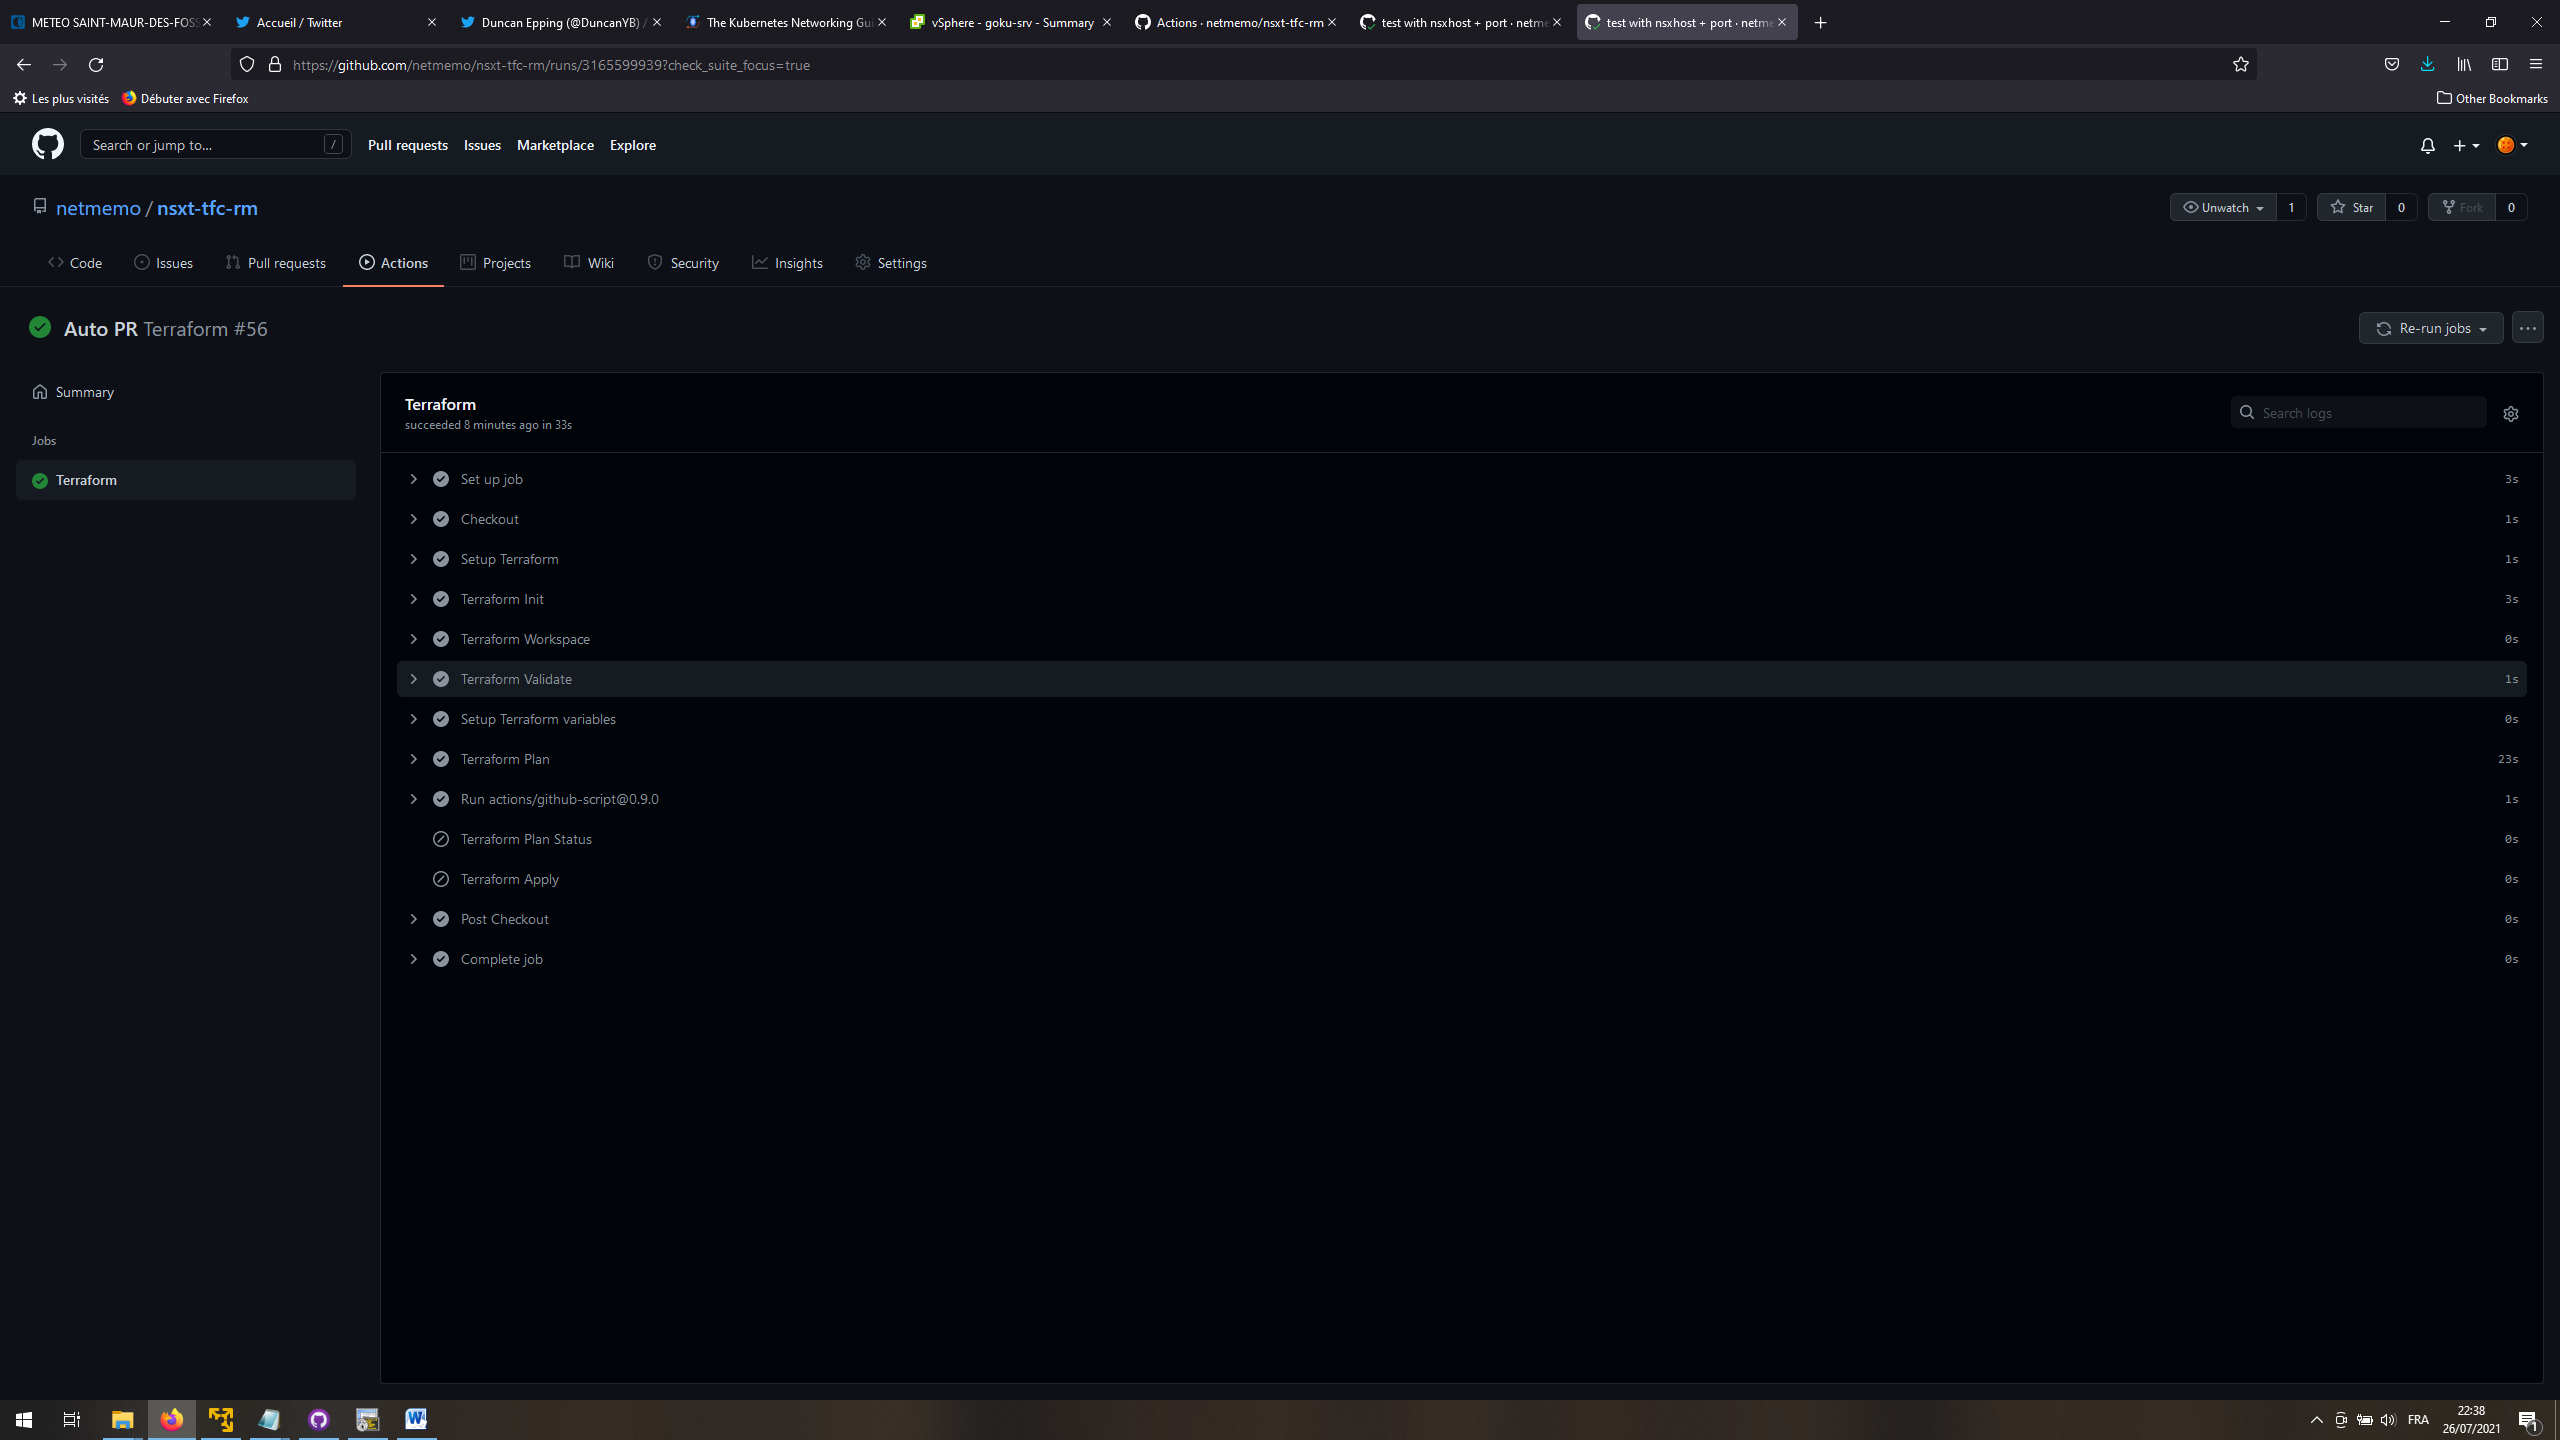 METEO SAINT-MAUR-DES-FOSS
Accueil / Twitter
Duncan Epping (@DuncanYB) /
The Kubernetes Networking Gui
vSphere - goku-srv - Summary
Actions · netmemo/nsxt-tfc-rm
test with nsxhost + port · netme
test with nsxhost + port · netme
https://github.com/netmemo/nsxt-tfc-rm/runs/3165599939?check_suite_focus=true
Les plus visités
Débuter avec Firefox
Other Bookmarks
Search or jump to...
/
Pull requests
Issues
Marketplace
Explore
netmemo / nsxt-tfc-rm
Unwatch
1
Star
0
Fork
0
Code
Issues
Pull requests
Actions
Projects
Wiki
Security
Insights
Settings
Auto PR Terraform #56
Re-run jobs
Summary
Jobs
Terraform
Terraform
succeeded 8 minutes ago in 33s
Search logs
Set up job 3s
Checkout 1s
Setup Terraform 1s
Terraform Init 3s
Terraform Workspace 0s
Terraform Validate 1s
Setup Terraform variables 0s
Terraform Plan 23s
Run actions/github-script@0.9.0 1s
Terraform Plan Status 0s
Terraform Apply 0s
Post Checkout 0s
Complete job 0s
FRA
22:38
26/07/2021
1